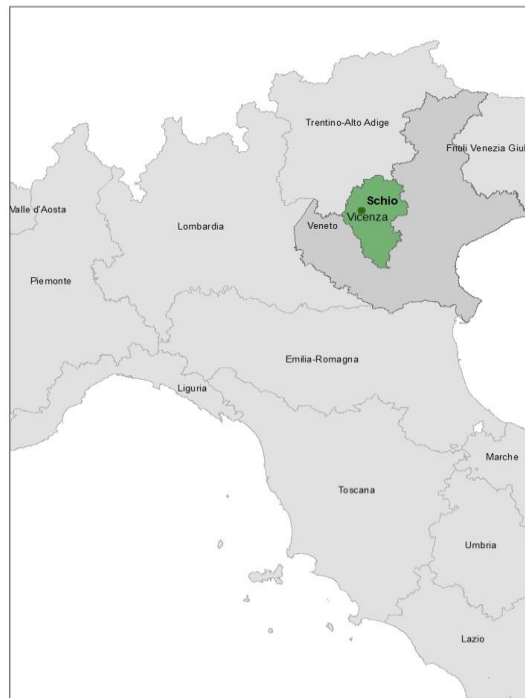 Trentino-Alto Adige
Friuli Venezia Giul
Schio
Valle d'Aosta
Vicenza
Veneto
Lombardia
Piemonte
Emilia-Romagna
Liguria
Marche
Toscana
Umbria
Lazio